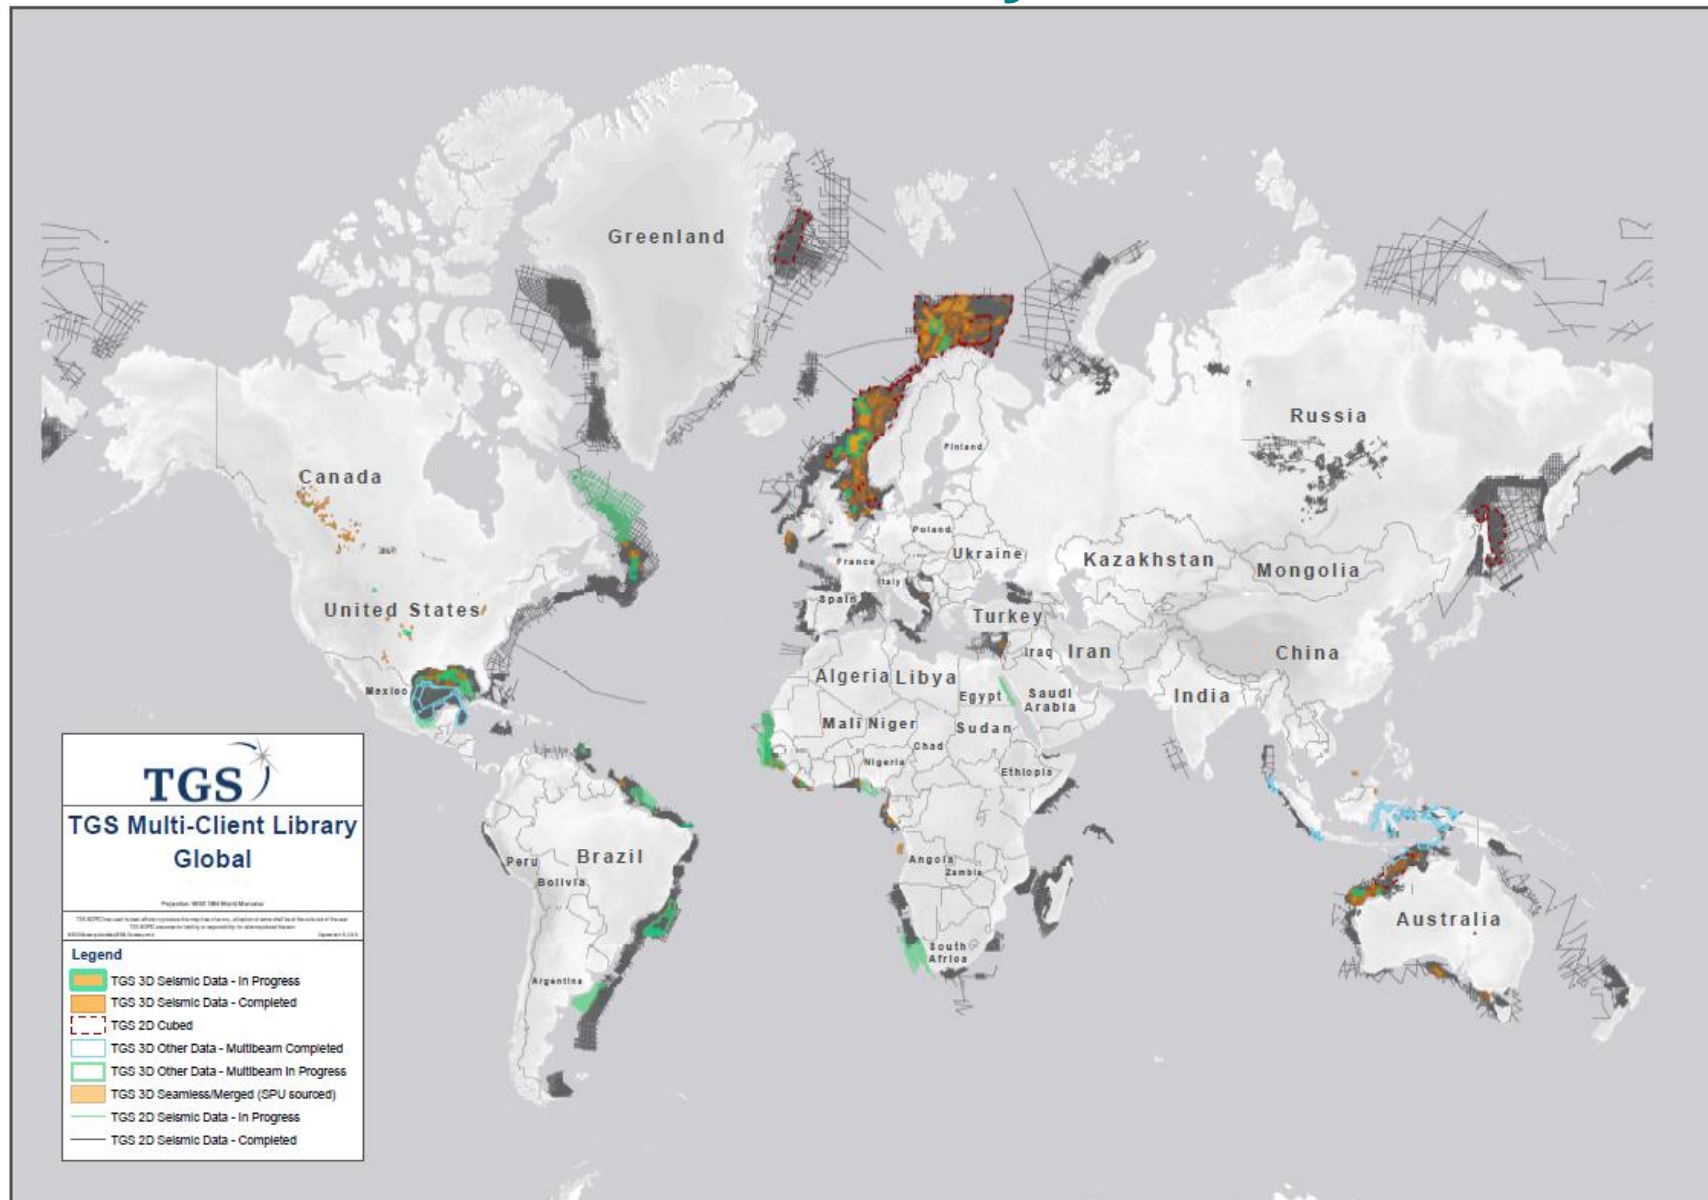 Greenland
Russia
Canada
Finland
Poland
Ukraine
Kazakhstan
France
Mongolia
Italy
Spain
United States
Turkey
Iraq
Iran
China
Algeria
Libya
Mexico
Egypt
Saudi
Arabia
India
Mali
Niger
Sudan
Chad
Nigeria
Ethiopia
Peru
Brazil
Bolivia
Angola
Zambia
Australia
South
Africa
Argentina
TGS
TGS Multi-Client Library
Global
Legend
TGS 3D Seismic Data - In Progress
TGS 3D Seismic Data - Completed
TGS 2D Cubed
TGS 3D Other Data - Multibeam Completed
TGS 3D Other Data - Multibeam In Progress
TGS 3D Seamless/Merged (SPU sourced)
TGS 2D Seismic Data - In Progress
TGS 2D Seismic Data - Completed